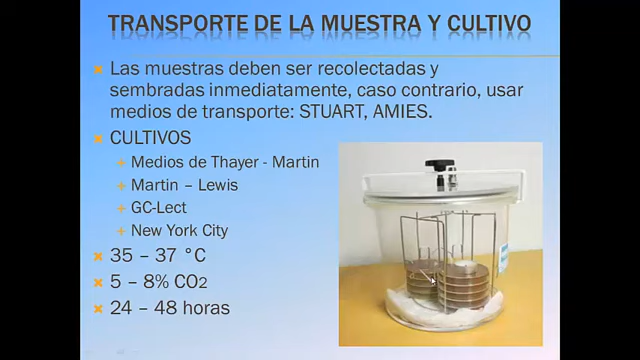 TRANSPORTE DE LA MUESTRA Y CULTIVO
Las muestras deben ser recolectadas y
sembradas inmediatamente, caso contrario, usar
medios de transporte: STUART, AMIES.
CULTIVOS
Medios de Thayer - Martin
Martin – Lewis
GC-Lect
New York City
35 – 37 °C
5 – 8% CO2
24 – 48 horas